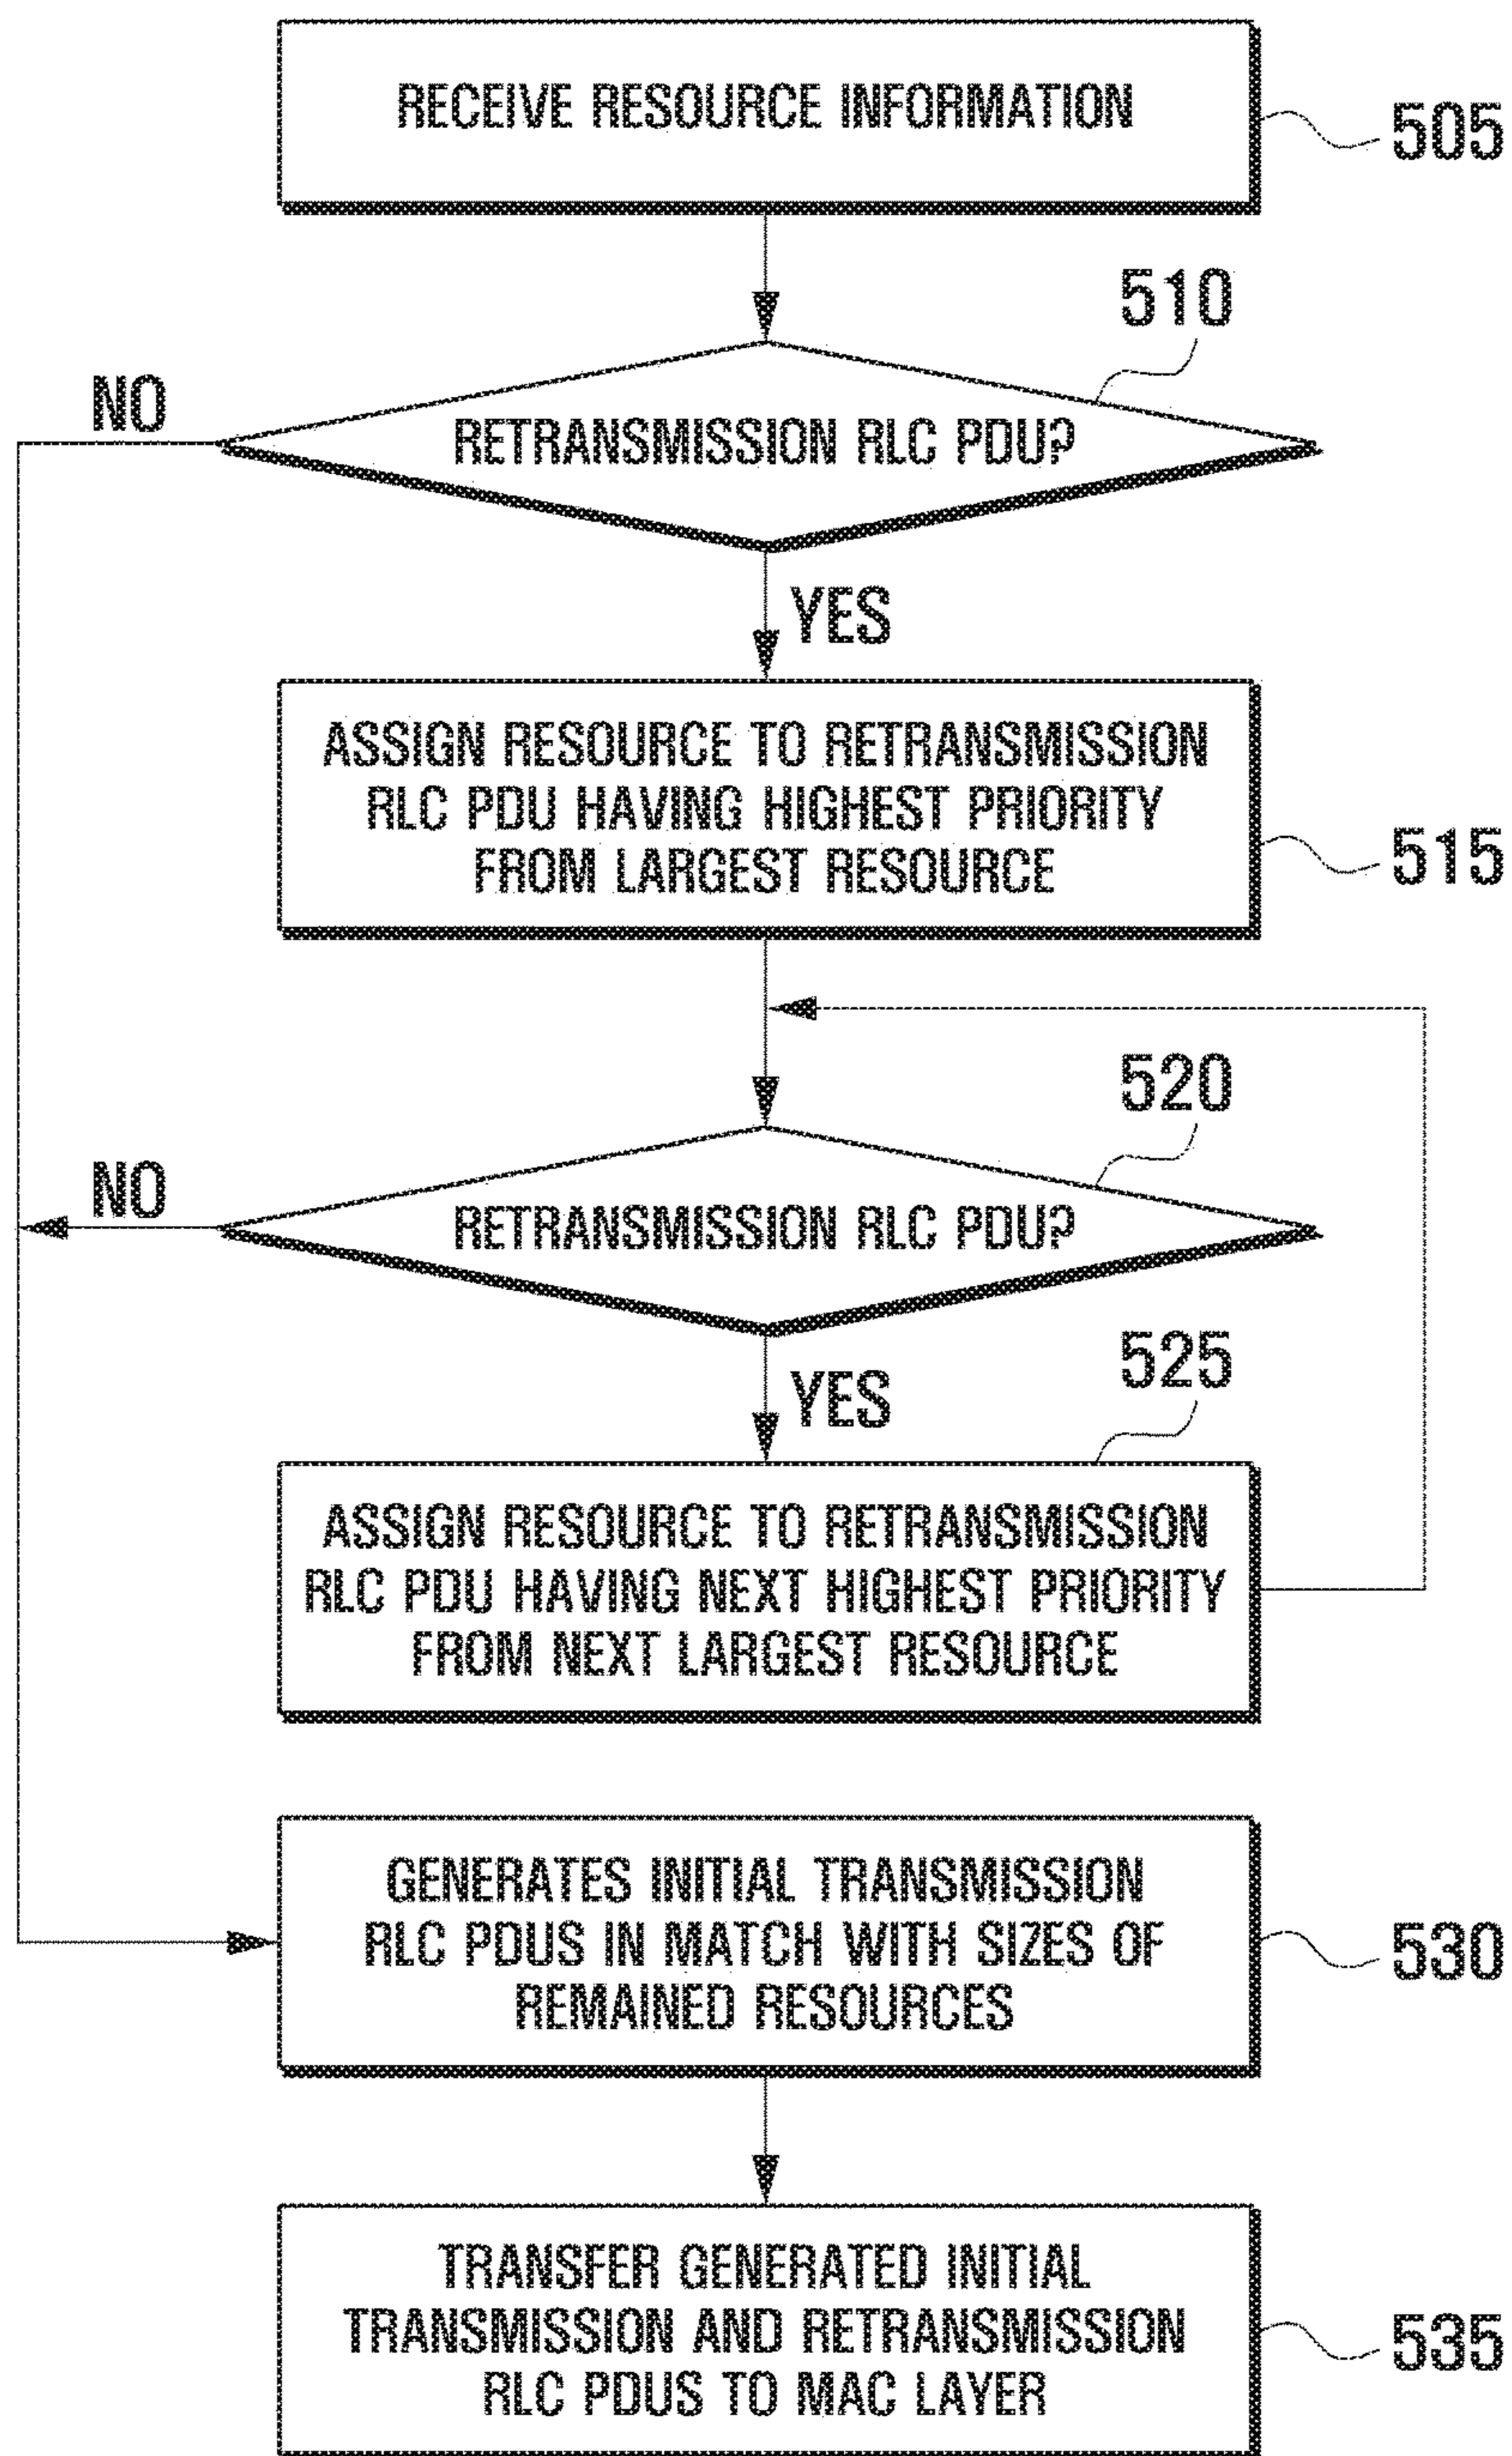 RECEIVE RESOURCE INFORMATION
505
510
NO
RETRANSMISSION RLC PDU?
YES
ASSIGN RESOURCE TO RETRANSMISSION
RLC PDU HAVING HIGHEST PRIORITY
FROM LARGEST RESOURCE
515
520
NO
RETRANSMISSION RLC PDU?
YES
525
ASSIGN RESOURCE TO RETRANSMISSION
RLC PDU HAVING NEXT HIGHEST PRIORITY
FROM NEXT LARGEST RESOURCE
GENERATES INITIAL TRANSMISSION
RLC PDUS IN MATCH WITH SIZES OF
REMAINED RESOURCES
530
TRANSFER GENERATED INITIAL
TRANSMISSION AND RETRANSMISSION
RLC PDUS TO MAC LAYER
535